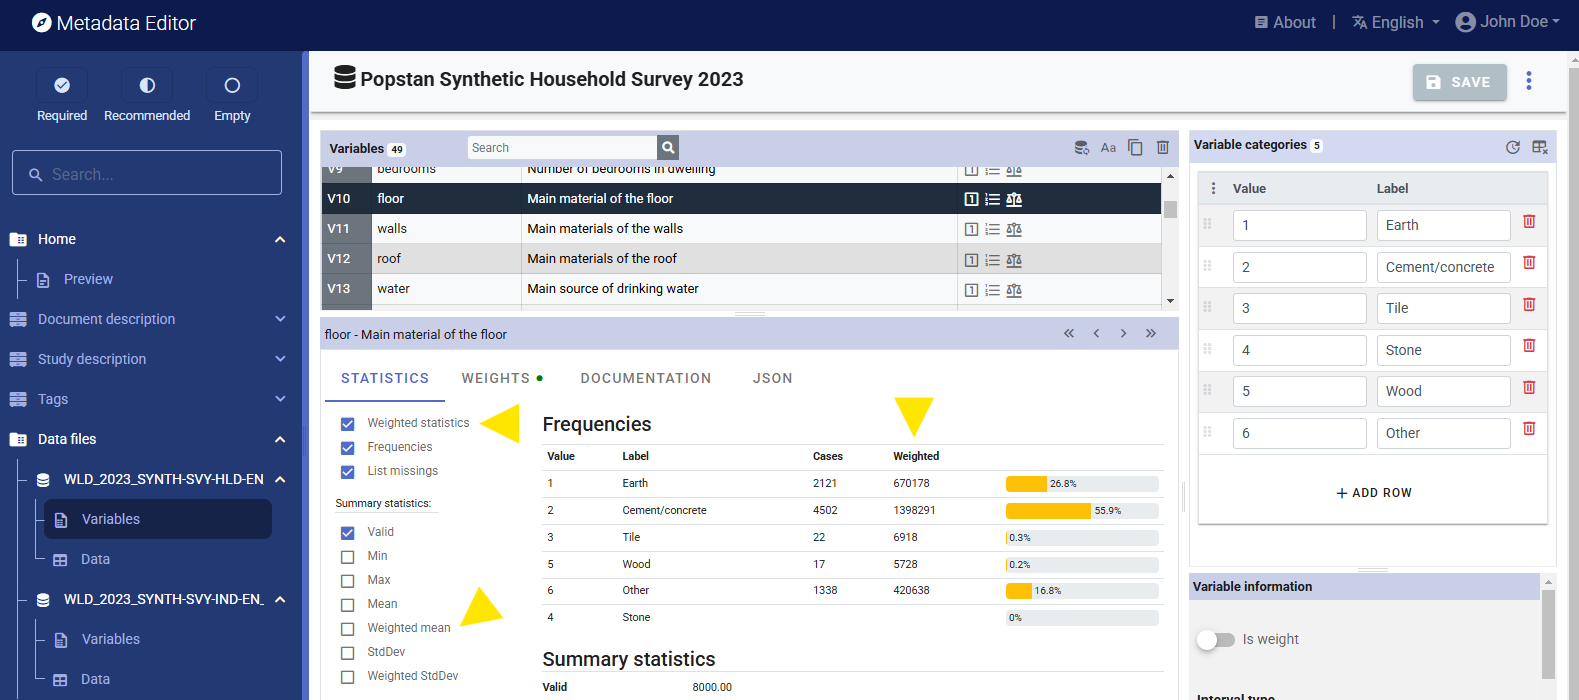 Metadata Editor
About | English John Doe
Required Recommended Empty
Search...
Home
Preview
Document description
Study description
Tags
Data files
WLD_2023_SYNTH-SVY-HLD-EN
Variables
Data
WLD_2023_SYNTH-SVY-IND-EN_
Variables
Data
Popstan Synthetic Household Survey 2023
SAVE
Variables 49
Search
Aa
V9 bedrooms Number of bedrooms in dwelling
V10 floor Main material of the floor
V11 walls Main materials of the walls
V12 roof Main materials of the roof
V13 water Main source of drinking water
floor - Main material of the floor
STATISTICS WEIGHTS DOCUMENTATION JSON
Weighted statistics
Frequencies
List missings
Summary statistics:
Valid
Min
Max
Mean
Weighted mean
StdDev
Weighted StdDev
Frequencies
Value Label Cases Weighted
1 Earth 2121 670178 26.8%
2 Cement/concrete 4502 1398291 55.9%
3 Tile 22 6918 0.3%
5 Wood 17 5728 0.2%
6 Other 1338 420638 16.8%
4 Stone 0%
Summary statistics
Valid 8000.00
Variable categories 5
Value Label
1 Earth
2 Cement/concrete
3 Tile
4 Stone
5 Wood
6 Other
+ ADD ROW
Variable information
Is weight
Interval type